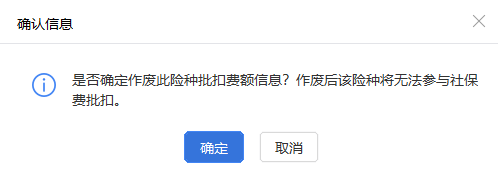 确认信息
是否确定作废此险种批扣费额信息？作废后该险种将无法参与社保
费批扣。
确定
取消